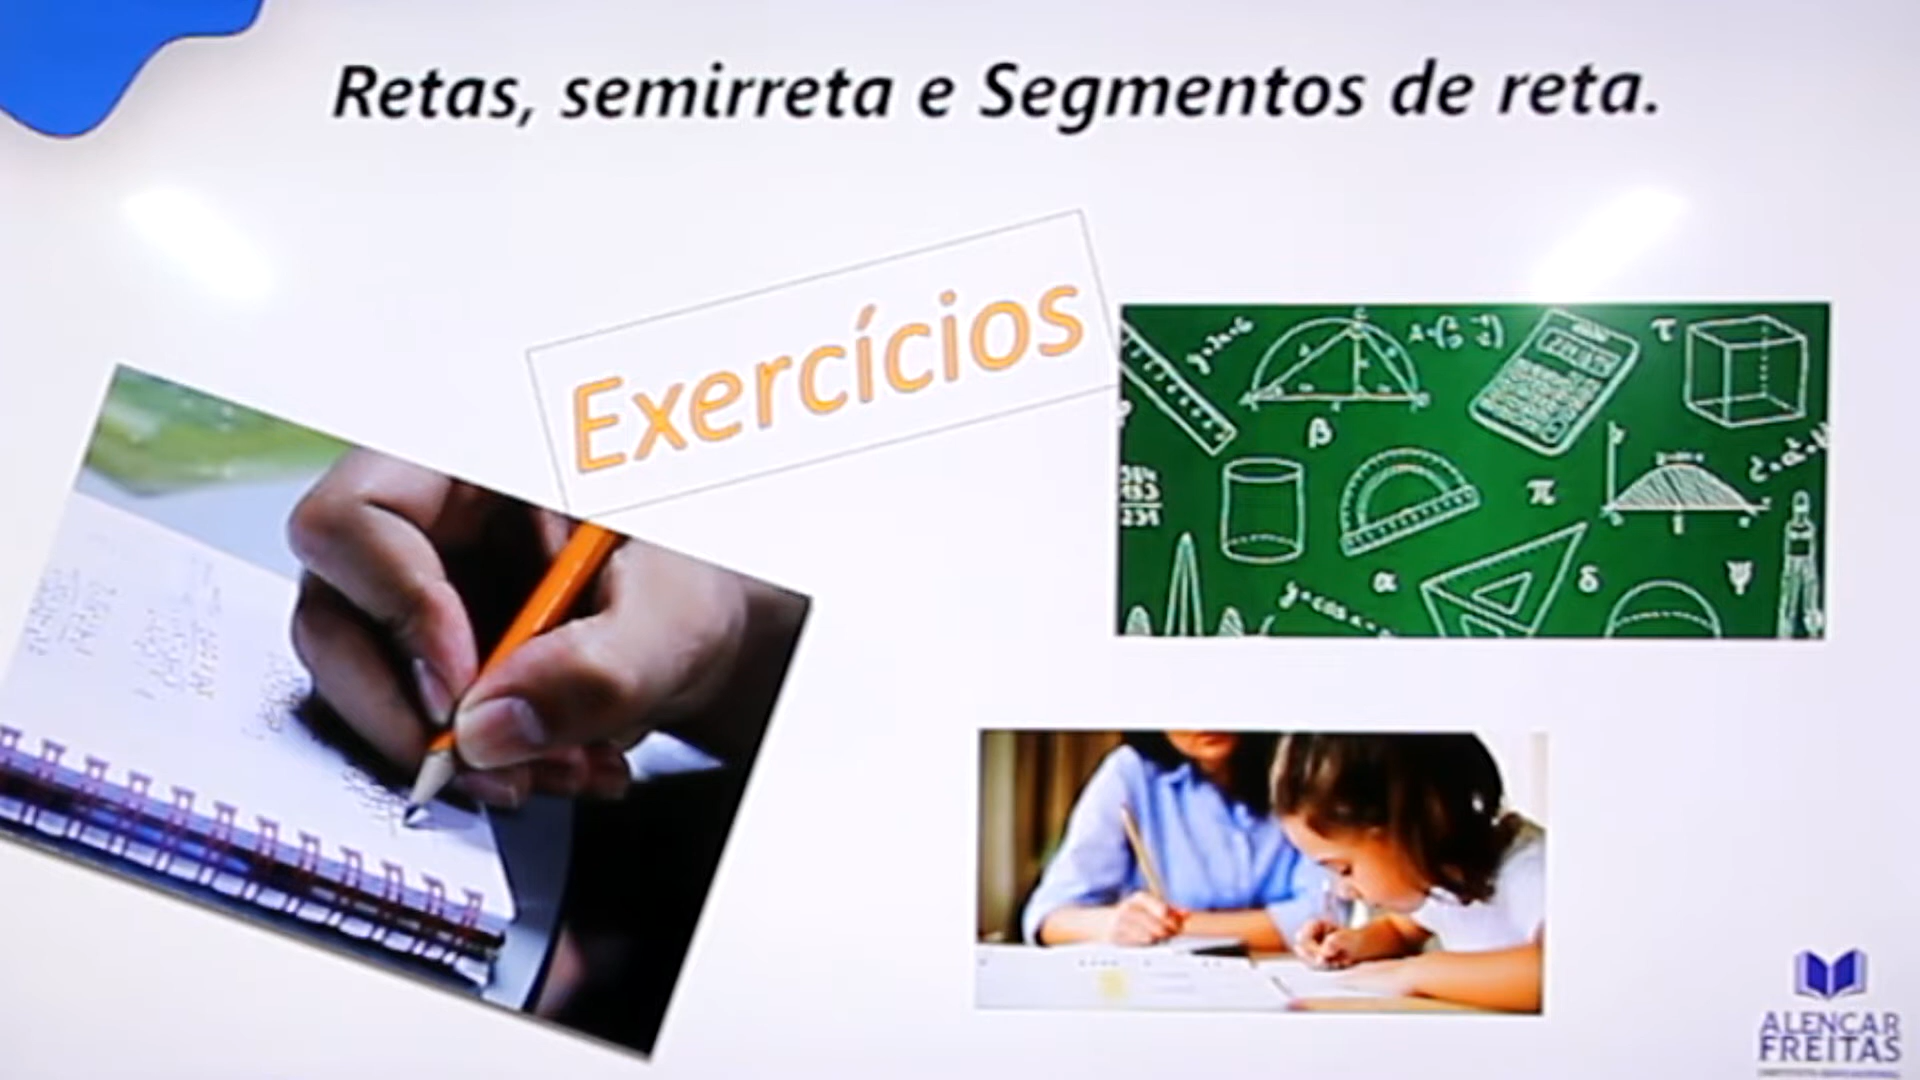 Retas, semirreta e Segmentos de reta.
Exercícios
β
τ
π
α
δ
ψ
ALENCAR
FREITAS